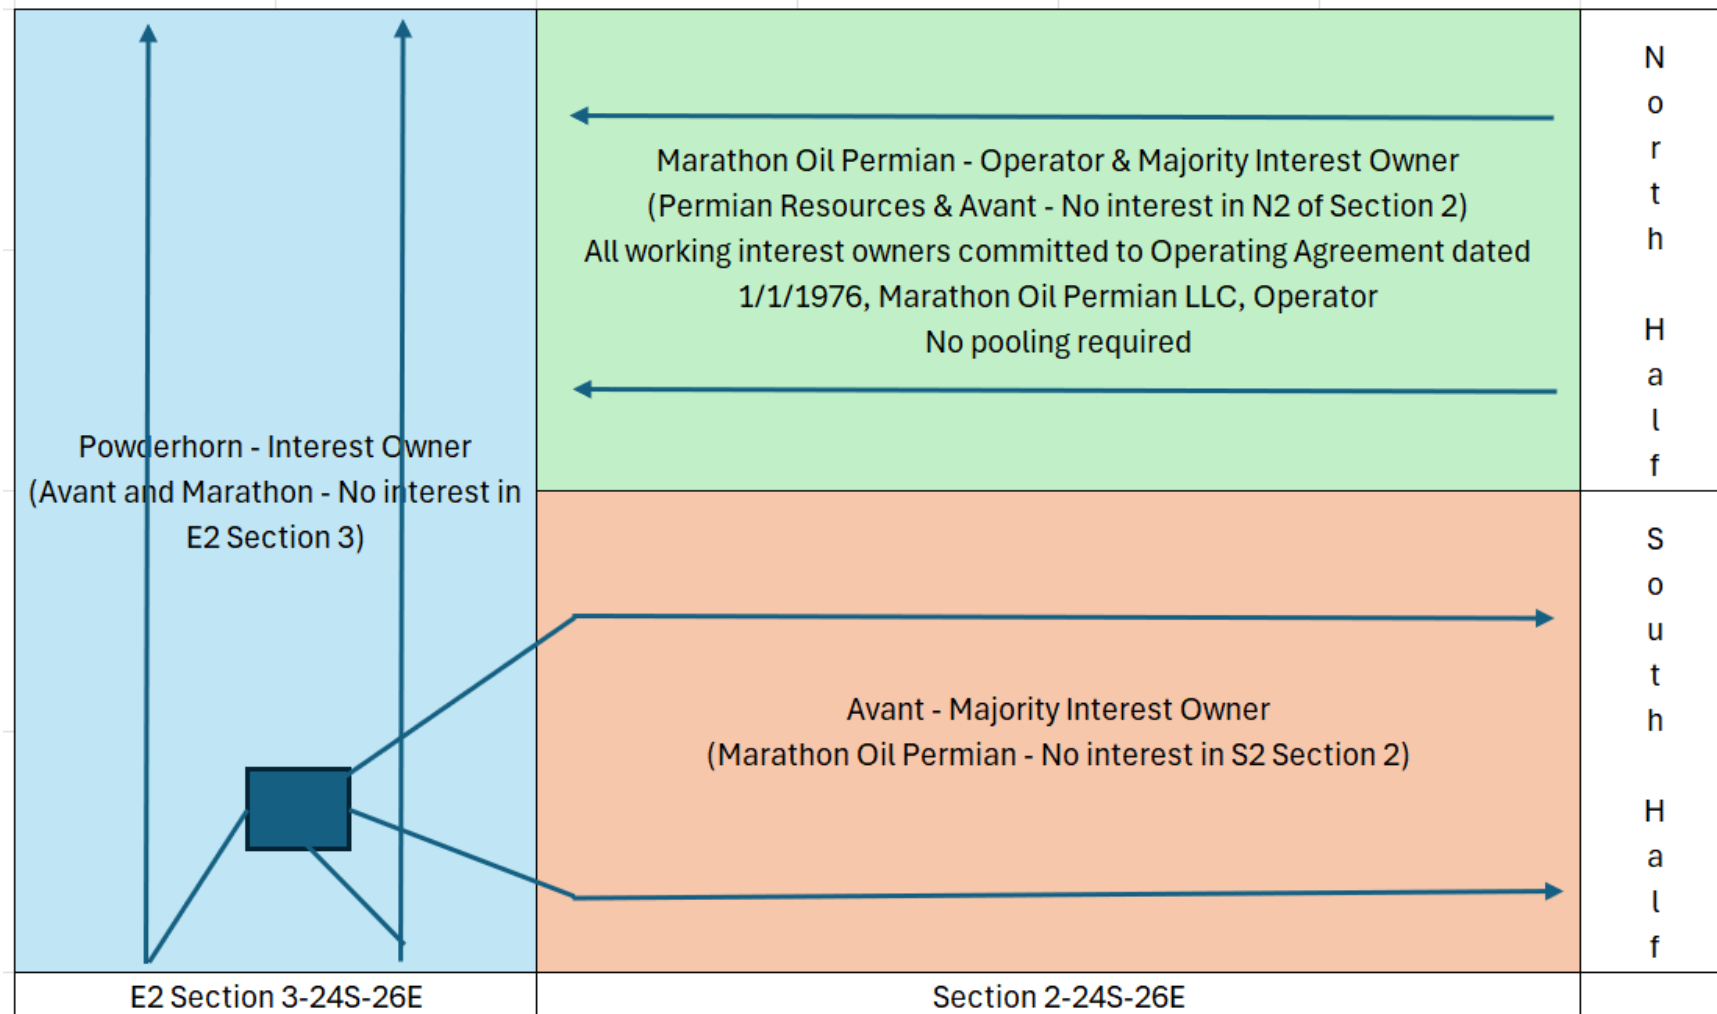 Marathon Oil Permian - Operator & Majority Interest Owner
(Permian Resources & Avant - No interest in N2 of Section 2)
All working interest owners committed to Operating Agreement dated
1/1/1976, Marathon Oil Permian LLC, Operator
No pooling required
N
o
r
t
h
H
a
l
f
Powderhorn - Interest Owner
(Avant and Marathon - No interest in
E2 Section 3)
Avant - Majority Interest Owner
(Marathon Oil Permian - No interest in S2 Section 2)
S
o
u
t
h
H
a
l
f
E2 Section 3-24S-26E
Section 2-24S-26E